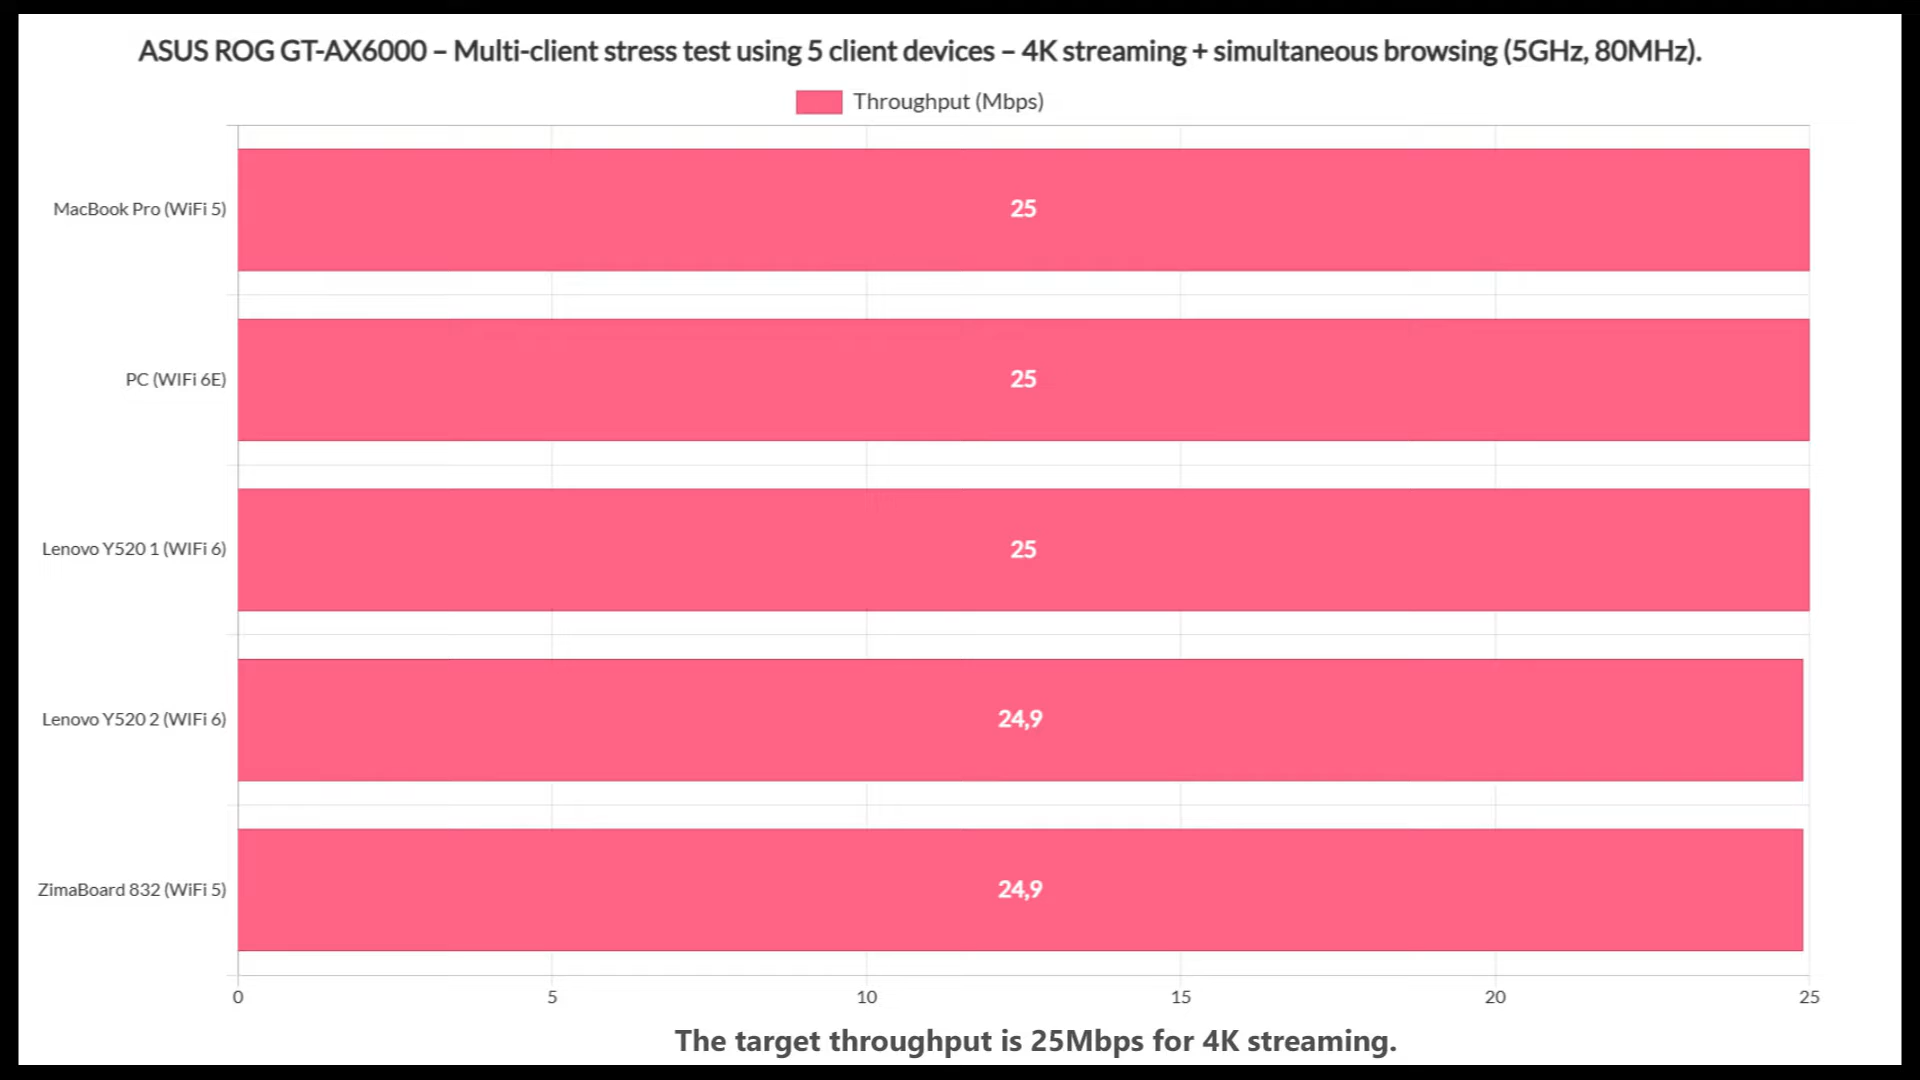 ASUS ROG GT-AX6000 – Multi-client stress test using 5 client devices – 4K streaming + simultaneous browsing (5GHz, 80MHz).
Throughput (Mbps)
MacBook Pro (WiFi 5)
25
PC (WIFi 6E)
25
Lenovo Y520 1 (WIFi 6)
25
Lenovo Y520 2 (WIFi 6)
24,9
ZimaBoard 832 (WiFi 5)
24,9
0 5 10 15 20 25
The target throughput is 25Mbps for 4K streaming.